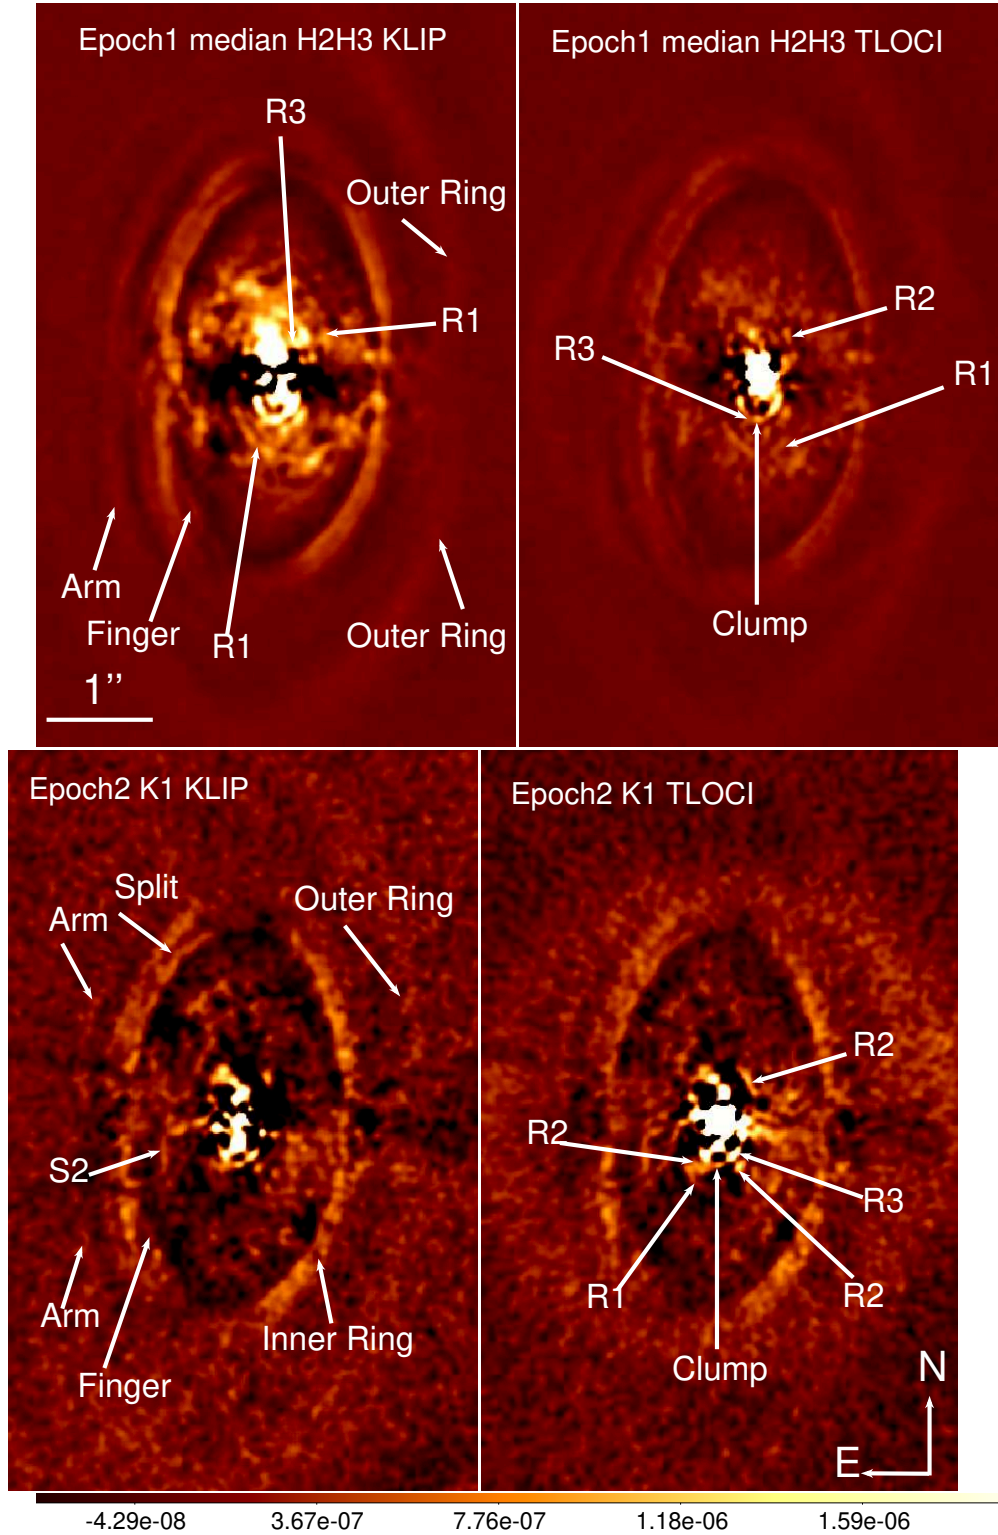 Epoch1 median H2H3 KLIP
R3
Outer Ring
R1
Arm
Finger
R1
Outer Ring
1’’
Epoch1 median H2H3 TLOCI
R2
R3
R1
Clump
Epoch2 K1 KLIP
Split
Arm
Outer Ring
S2
Arm
Inner Ring
Finger
Epoch2 K1 TLOCI
R2
R2
R3
R1
R2
Clump
N
E
-4.29e-08 3.67e-07 7.76e-07 1.18e-06 1.59e-06